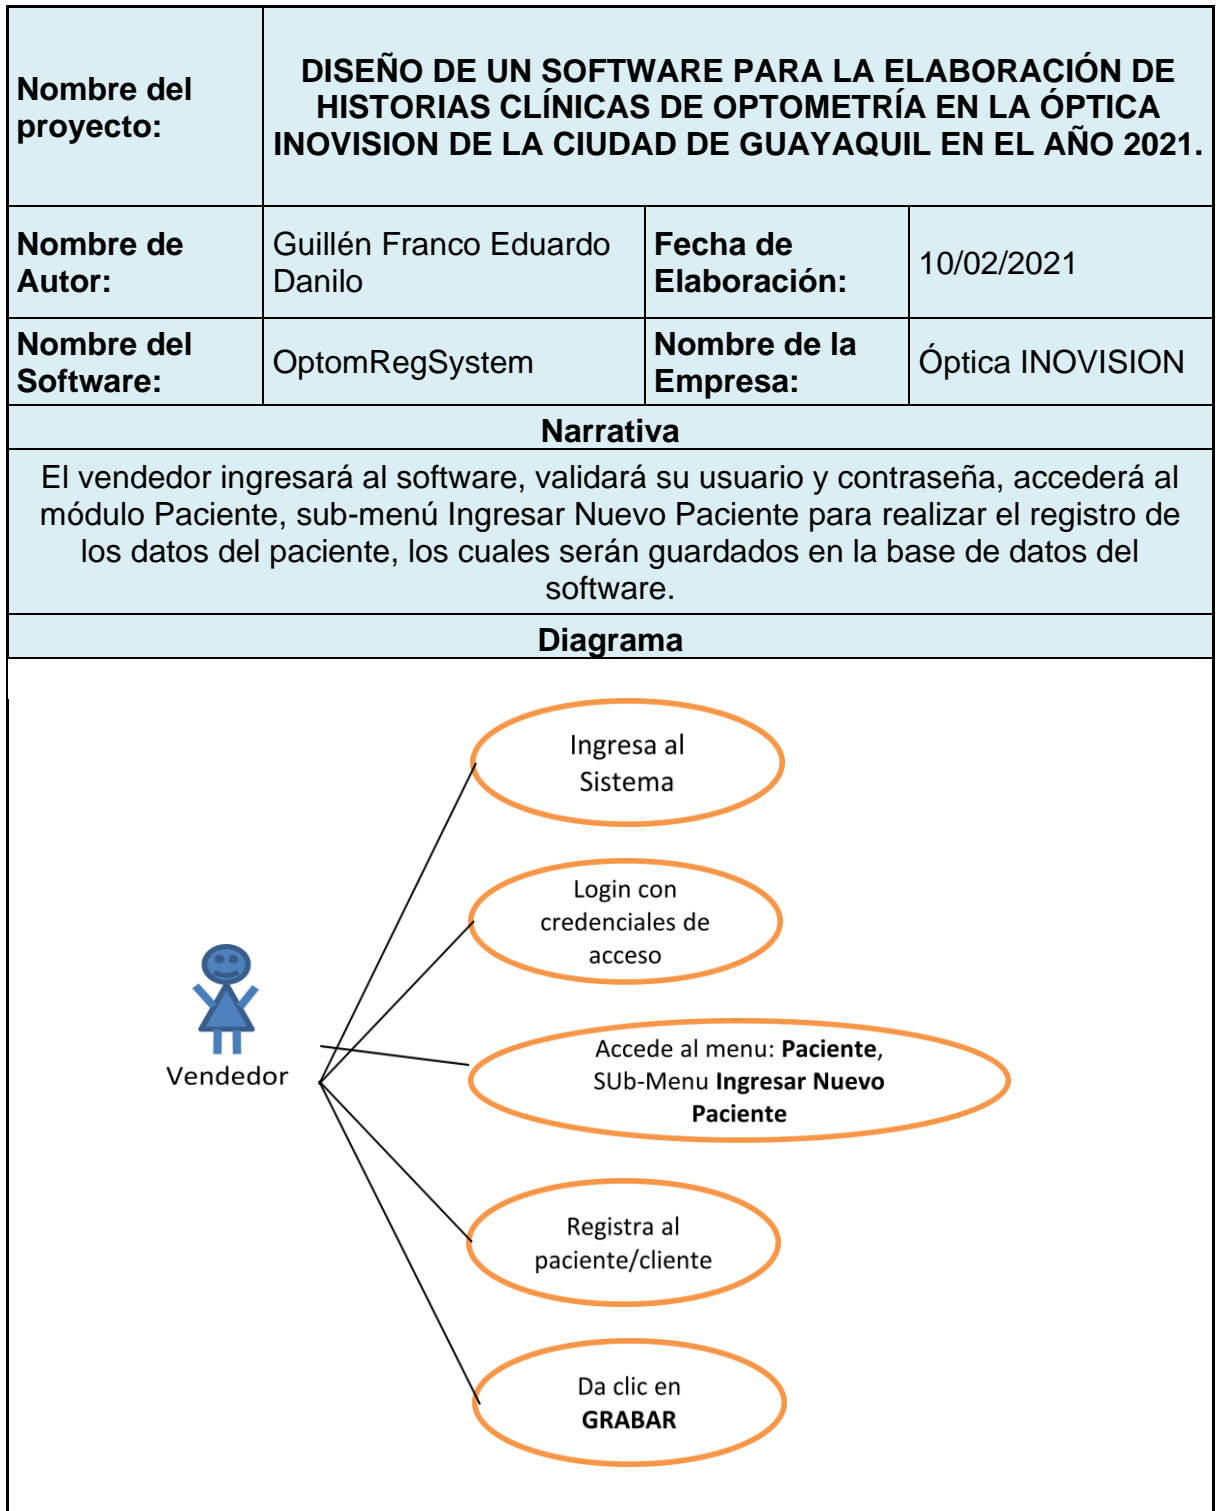 Nombre del
proyecto:
DISEÑO DE UN SOFTWARE PARA LA ELABORACIÓN DE
HISTORIAS CLÍNICAS DE OPTOMETRÍA EN LA ÓPTICA
INOVISION DE LA CIUDAD DE GUAYAQUIL EN EL AÑO 2021.
Nombre de
Autor:
Guillén Franco Eduardo
Danilo
Fecha de
Elaboración:
10/02/2021
Nombre del
Software:
OptomRegSystem
Nombre de la
Empresa:
Óptica INOVISION
Narrativa
El vendedor ingresará al software, validará su usuario y contraseña, accederá al
módulo Paciente, sub-menú Ingresar Nuevo Paciente para realizar el registro de
los datos del paciente, los cuales serán guardados en la base de datos del
software.
Diagrama
Ingresa al
Sistema
Login con
credenciales de
acceso
Vendedor
Accede al menu: Paciente,
SUb-Menu Ingresar Nuevo
Paciente
Registra al
paciente/cliente
Da clic en
GRABAR